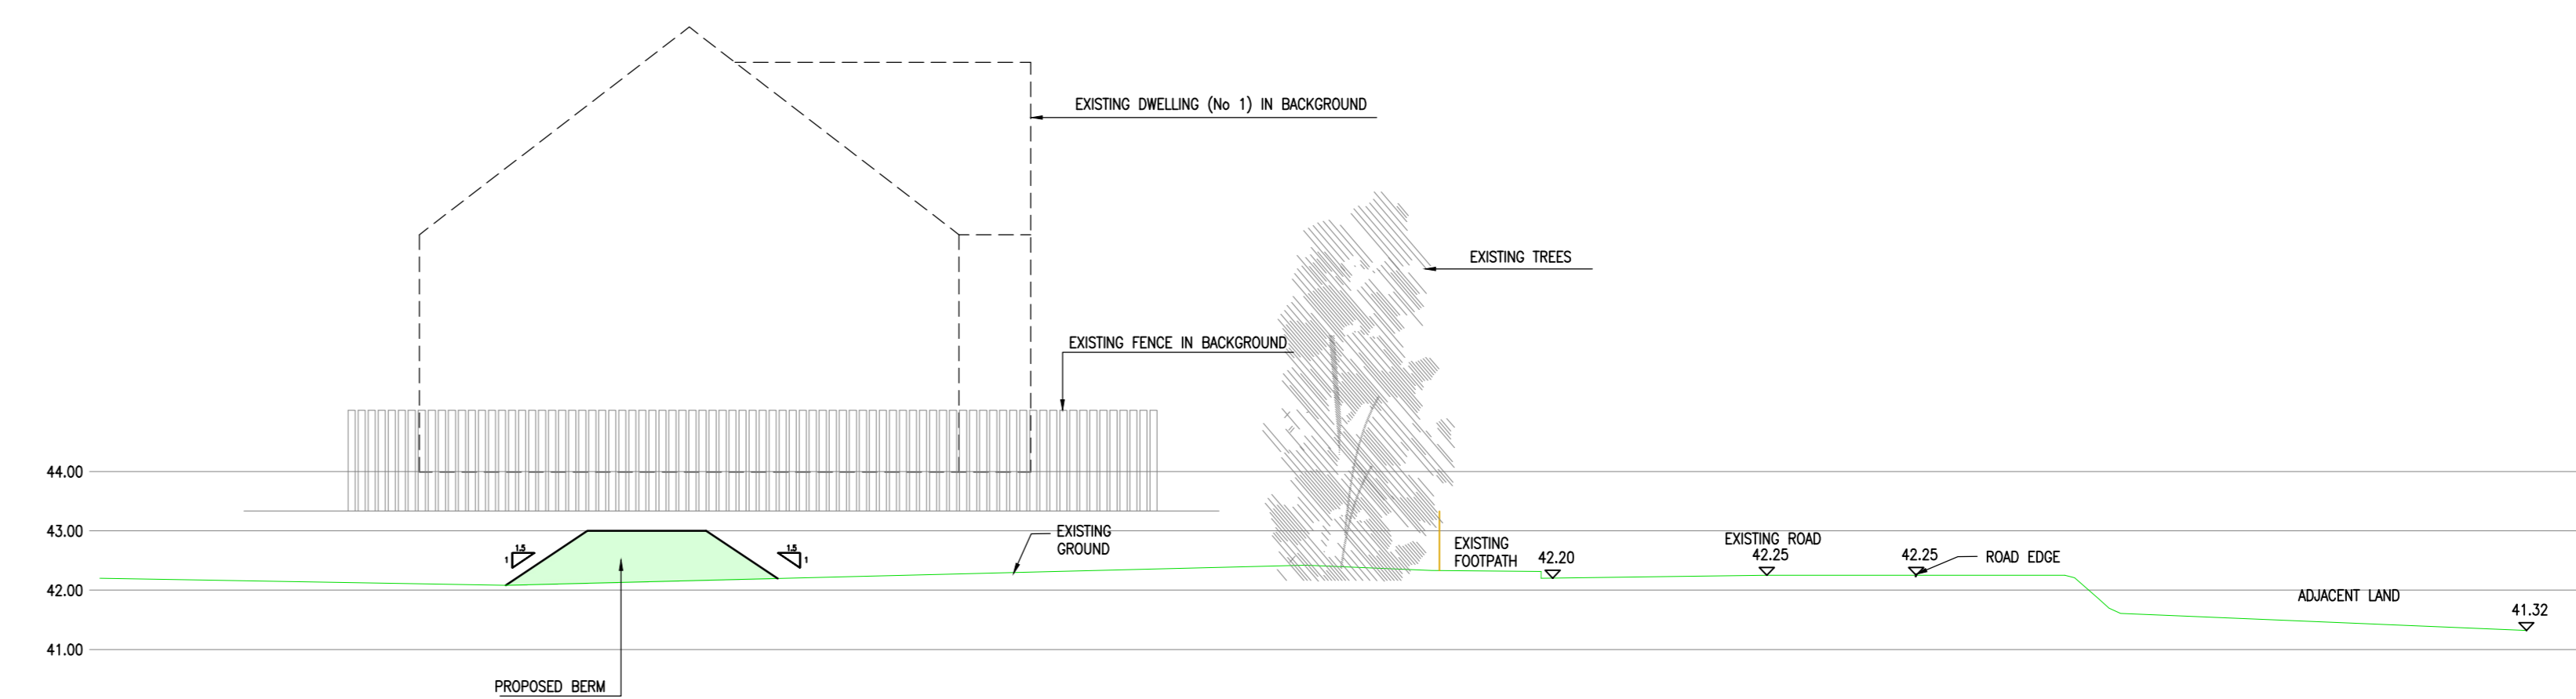 EXISTING DWELLING (No 1) IN BACKGROUND
EXISTING TREES
EXISTING FENCE IN BACKGROUND
44.00
43.00
42.00
41.00
1.5
1
1.5
1
EXISTING
GROUND
EXISTING
FOOTPATH
42.20
EXISTING ROAD
42.25
42.25
ROAD EDGE
ADJACENT LAND
41.32
PROPOSED BERM